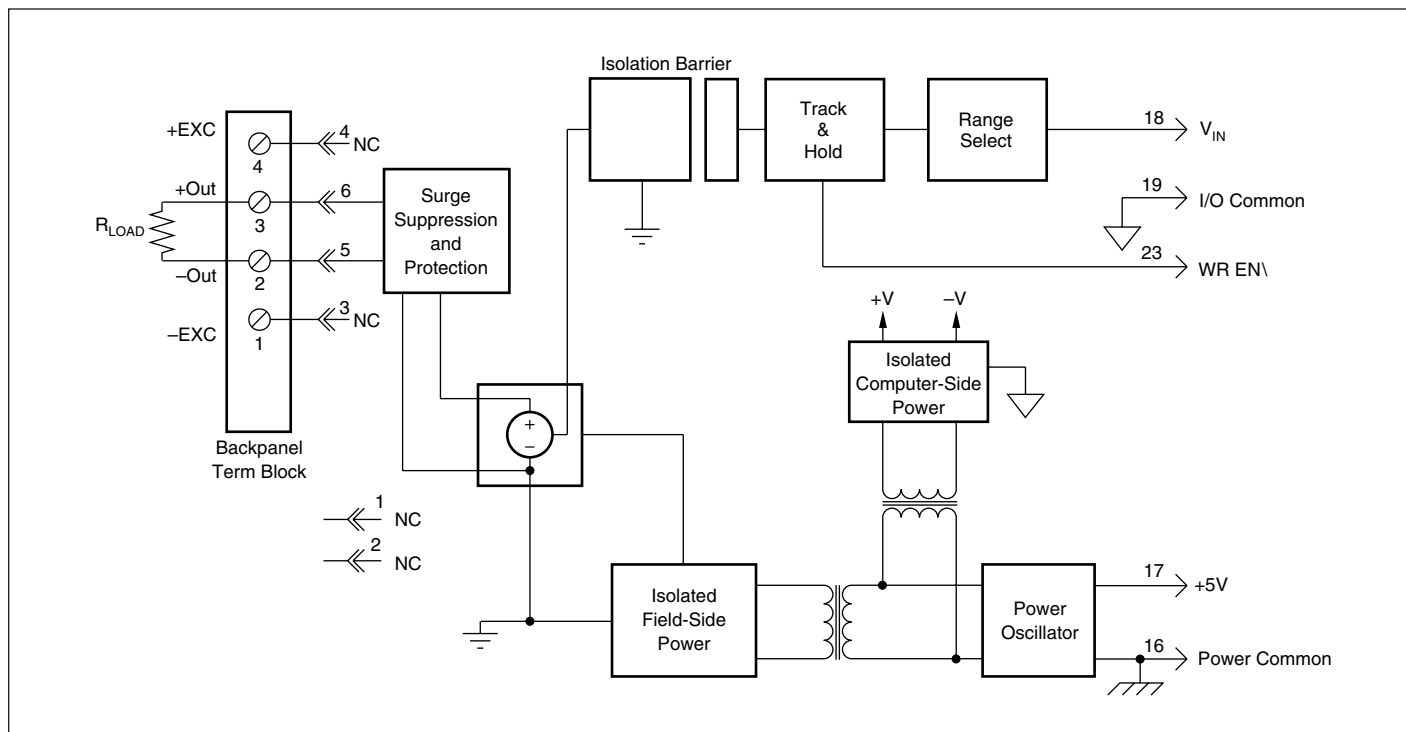 Isolation Barrier
+EXC
4
4
NC
+Out
3
6
R_LOAD
–Out
2
5
–EXC
1
3
NC
Backpanel
Term Block
Surge
Suppression
and
Protection
Track
&
Hold
Range
Select
18
V_IN
19
I/O Common
23
WR EN\
+V
–V
Isolated
Computer-Side
Power
+
–
1
NC
2
NC
Isolated
Field-Side
Power
Power
Oscillator
17
+5V
16
Power Common